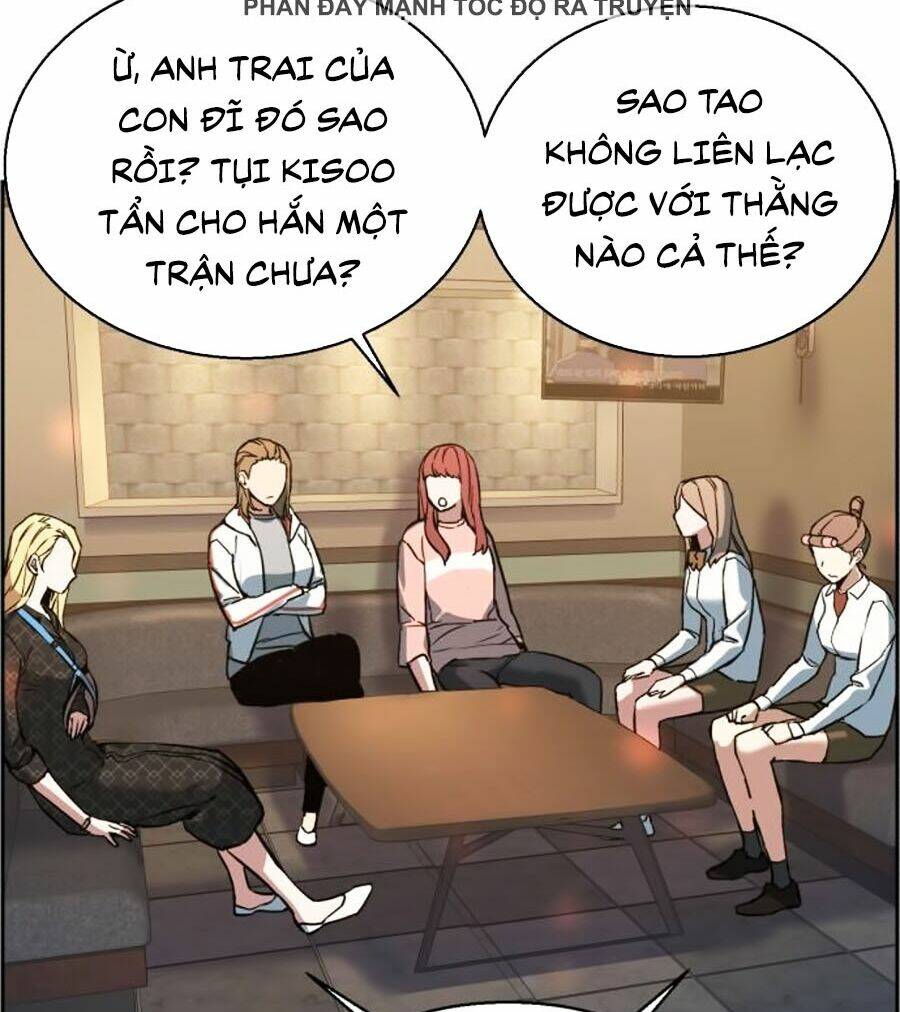 PHẨN ĐẨY MẠNH TỐC ĐỘ RA TRUYỆN
Ừ, ANH TRAI CỦA
CON ĐĨ ĐÓ SAO
RỒI? TỤI KISOO
TẨN CHO HẮN MỘT
TRẬN CHƯA?
SAO TAO
KHÔNG LIÊN LẠC
ĐƯỢC VỚI THẰNG
NÀO CẢ THẾ?